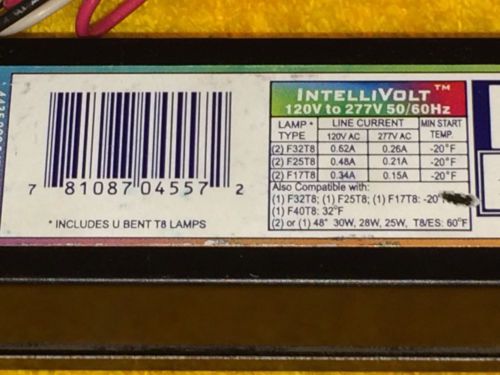 7 81087 04557 2
* INCLUDES U BENT T8 LAMPS
INTELLIVOLT™
120V to 277V 50/60Hz
LAMP * TYPE LINE CURRENT MIN START TEMP.
120V AC 277V AC
(2) F32T8 0.52A 0.26A -20°F
(2) F25T8 0.48A 0.21A -20°F
(2) F17T8 0.34A 0.15A -20°F
Also Compatible with:
(1) F32T8; (1) F25T8; (1) F17T8: -20°
(1) F40T8: 32°F
(2) or (1) 48" 30W, 28W, 25W, T8/ES: 60°F